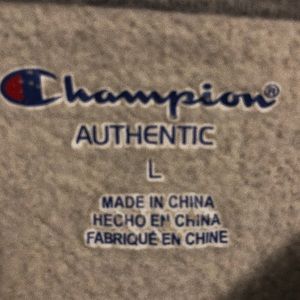 Champion®
AUTHENTIC
L
MADE IN CHINA
HECHO EN CHINA
FABRIQUÉ EN CHINE